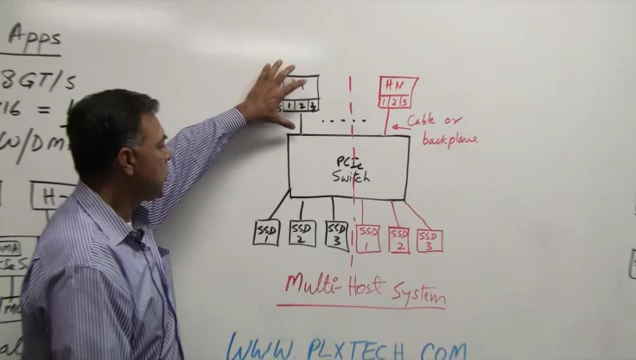 Apps
8GT/s
16 =
W/DM
H
PCIe
Switch
1 2 3
HN
1 2 3
Cable or
backplane
SSD
1
SSD
2
SSD
3
SSD
1
SSD
2
SSD
3
Multi-Host System
WWW.PLXTECH.COM